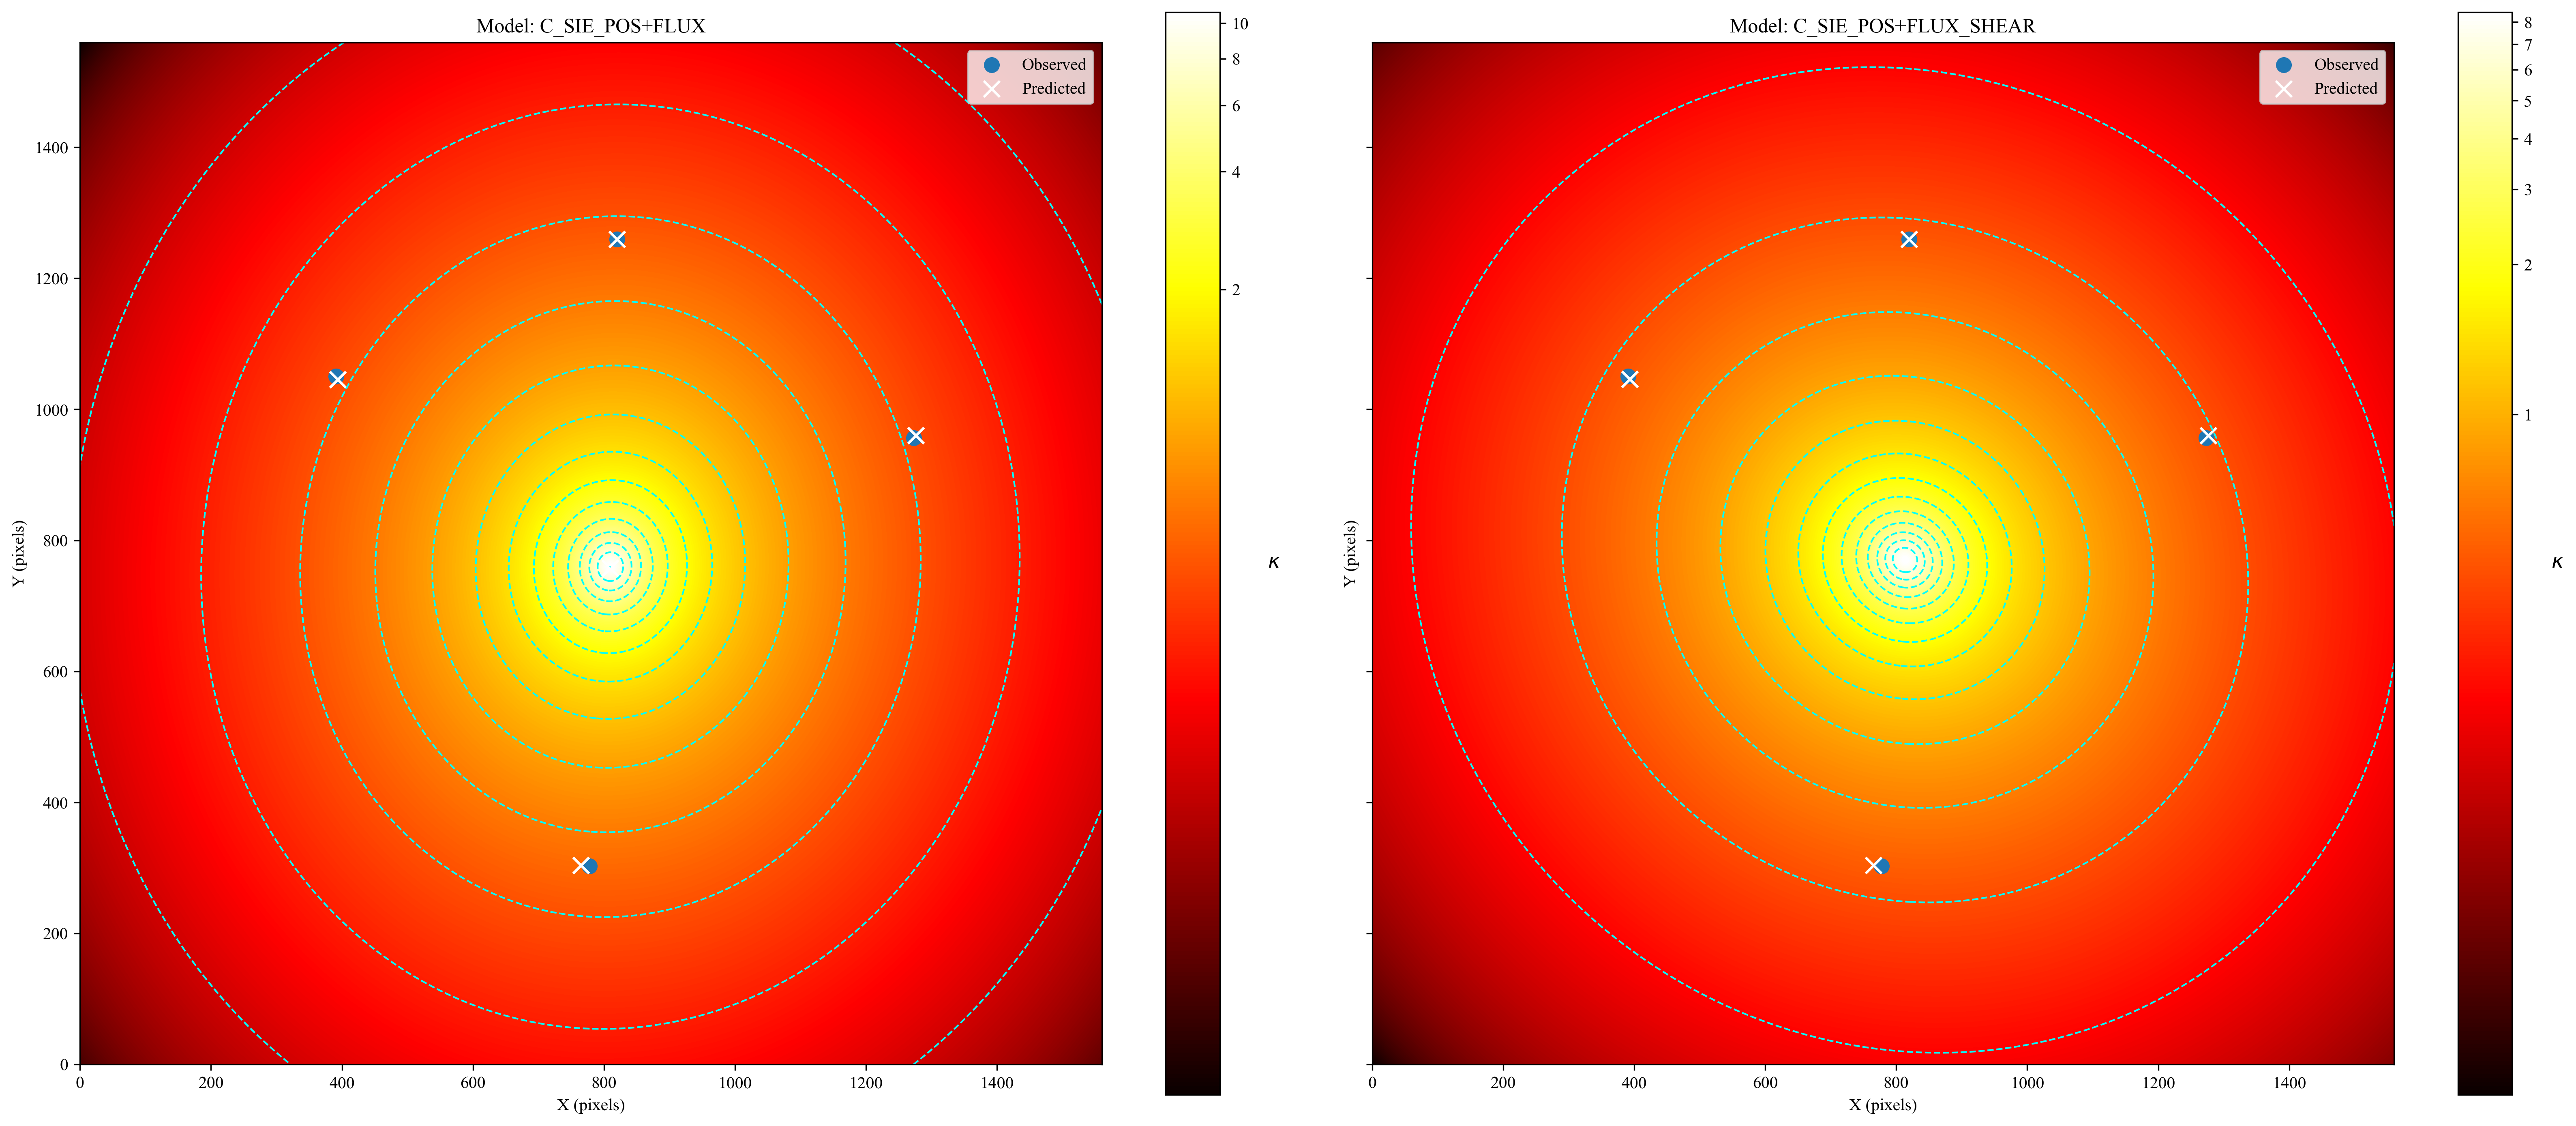 Model: C_SIE_POS+FLUX
Observed
Predicted
1400
1200
1000
800
600
400
200
0
Y (pixels)
0 200 400 600 800 1000 1200 1400
X (pixels)
10
8
6
4
2
κ
Model: C_SIE_POS+FLUX_SHEAR
Observed
Predicted
Y (pixels)
0 200 400 600 800 1000 1200 1400
X (pixels)
8
7
6
5
4
3
2
1
κ